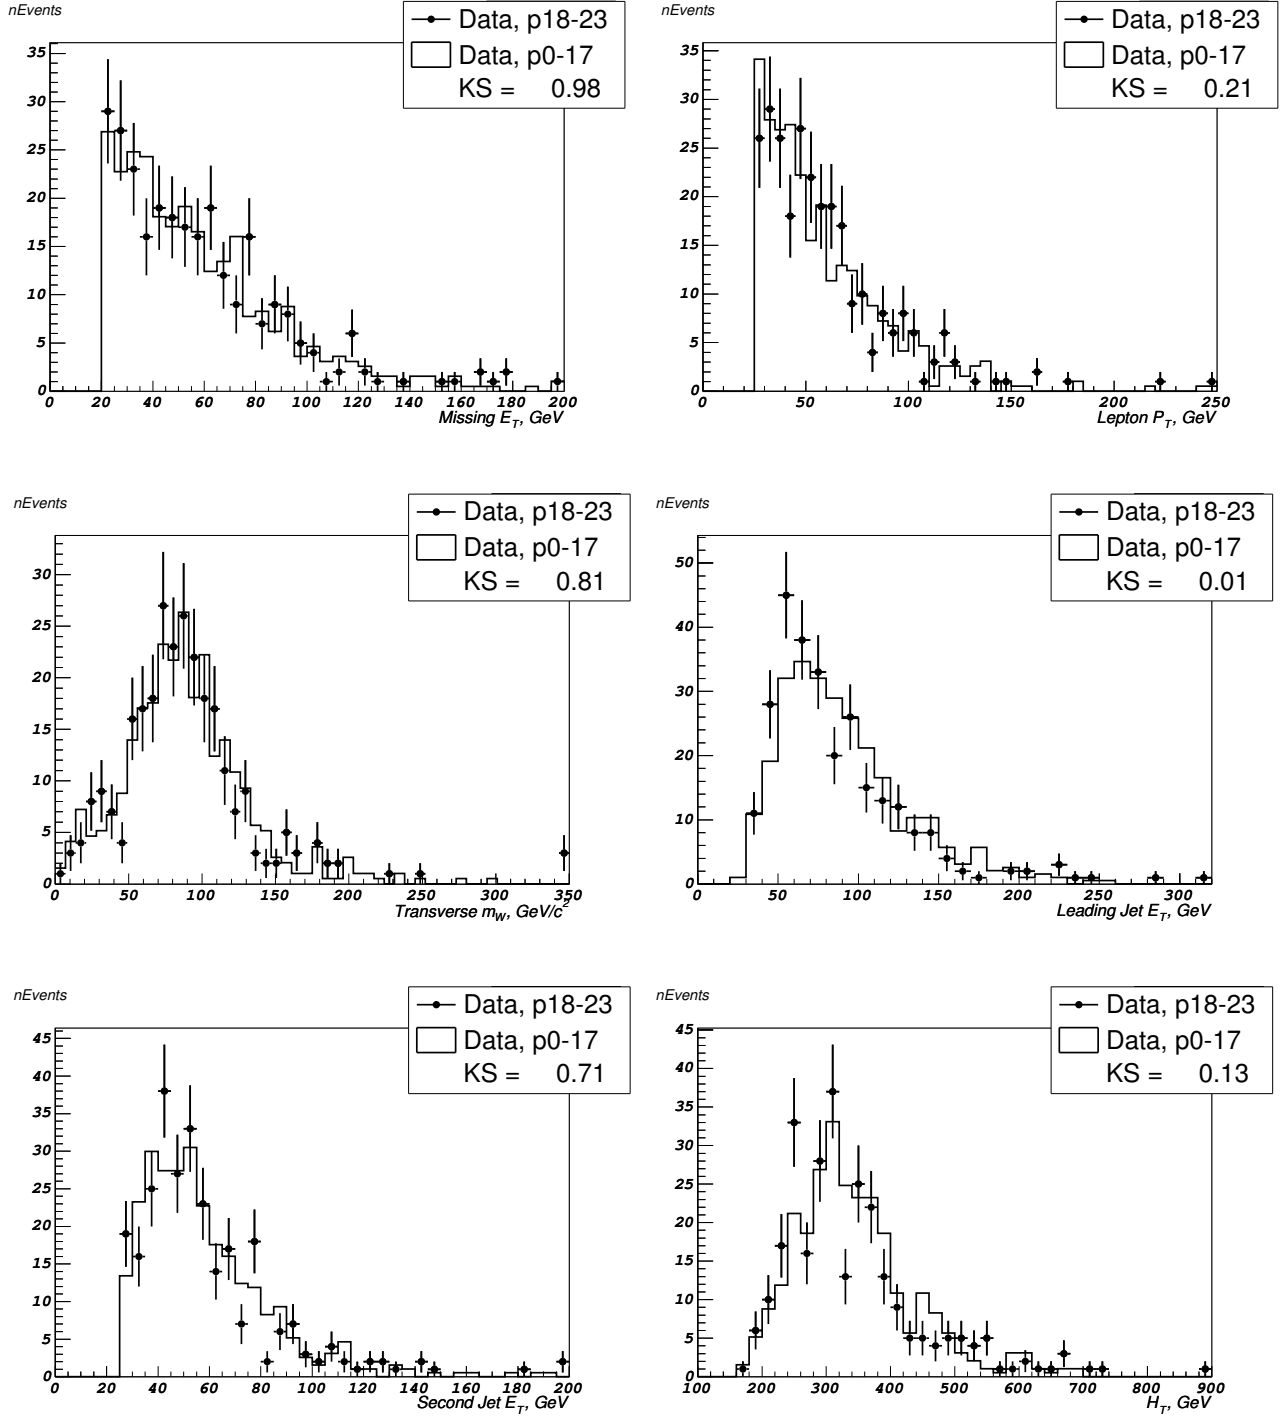 nEvents
Data, p18-23
Data, p0-17
KS = 0.98
35
30
25
20
15
10
5
0
0 20 40 60 80 100 120 140 160 180 200
Missing E_T, GeV
nEvents
Data, p18-23
Data, p0-17
KS = 0.21
35
30
25
20
15
10
5
0
0 50 100 150 200 250
Lepton P_T, GeV
nEvents
Data, p18-23
Data, p0-17
KS = 0.81
30
25
20
15
10
5
0
0 50 100 150 200 250 300 350
Transverse m_W, GeV/c^2
nEvents
Data, p18-23
Data, p0-17
KS = 0.01
50
40
30
20
10
0
0 50 100 150 200 250 300
Leading Jet E_T, GeV
nEvents
Data, p18-23
Data, p0-17
KS = 0.71
45
40
35
30
25
20
15
10
5
0
0 20 40 60 80 100 120 140 160 180 200
Second Jet E_T, GeV
nEvents
Data, p18-23
Data, p0-17
KS = 0.13
45
40
35
30
25
20
15
10
5
0
100 200 300 400 500 600 700 800 900
H_T, GeV